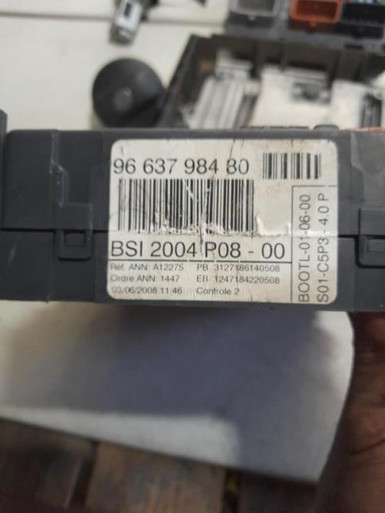 96 637 984 80
BSI 2004 P08 - 00
Réf. ANN: A12275 PB 3127186140508
Ordre ANN: 1447 EB 1247184220508
03/06/2008 11:46 Controle 2
BOOTL-01-06-00
S01-C5P3 - 4.0 P